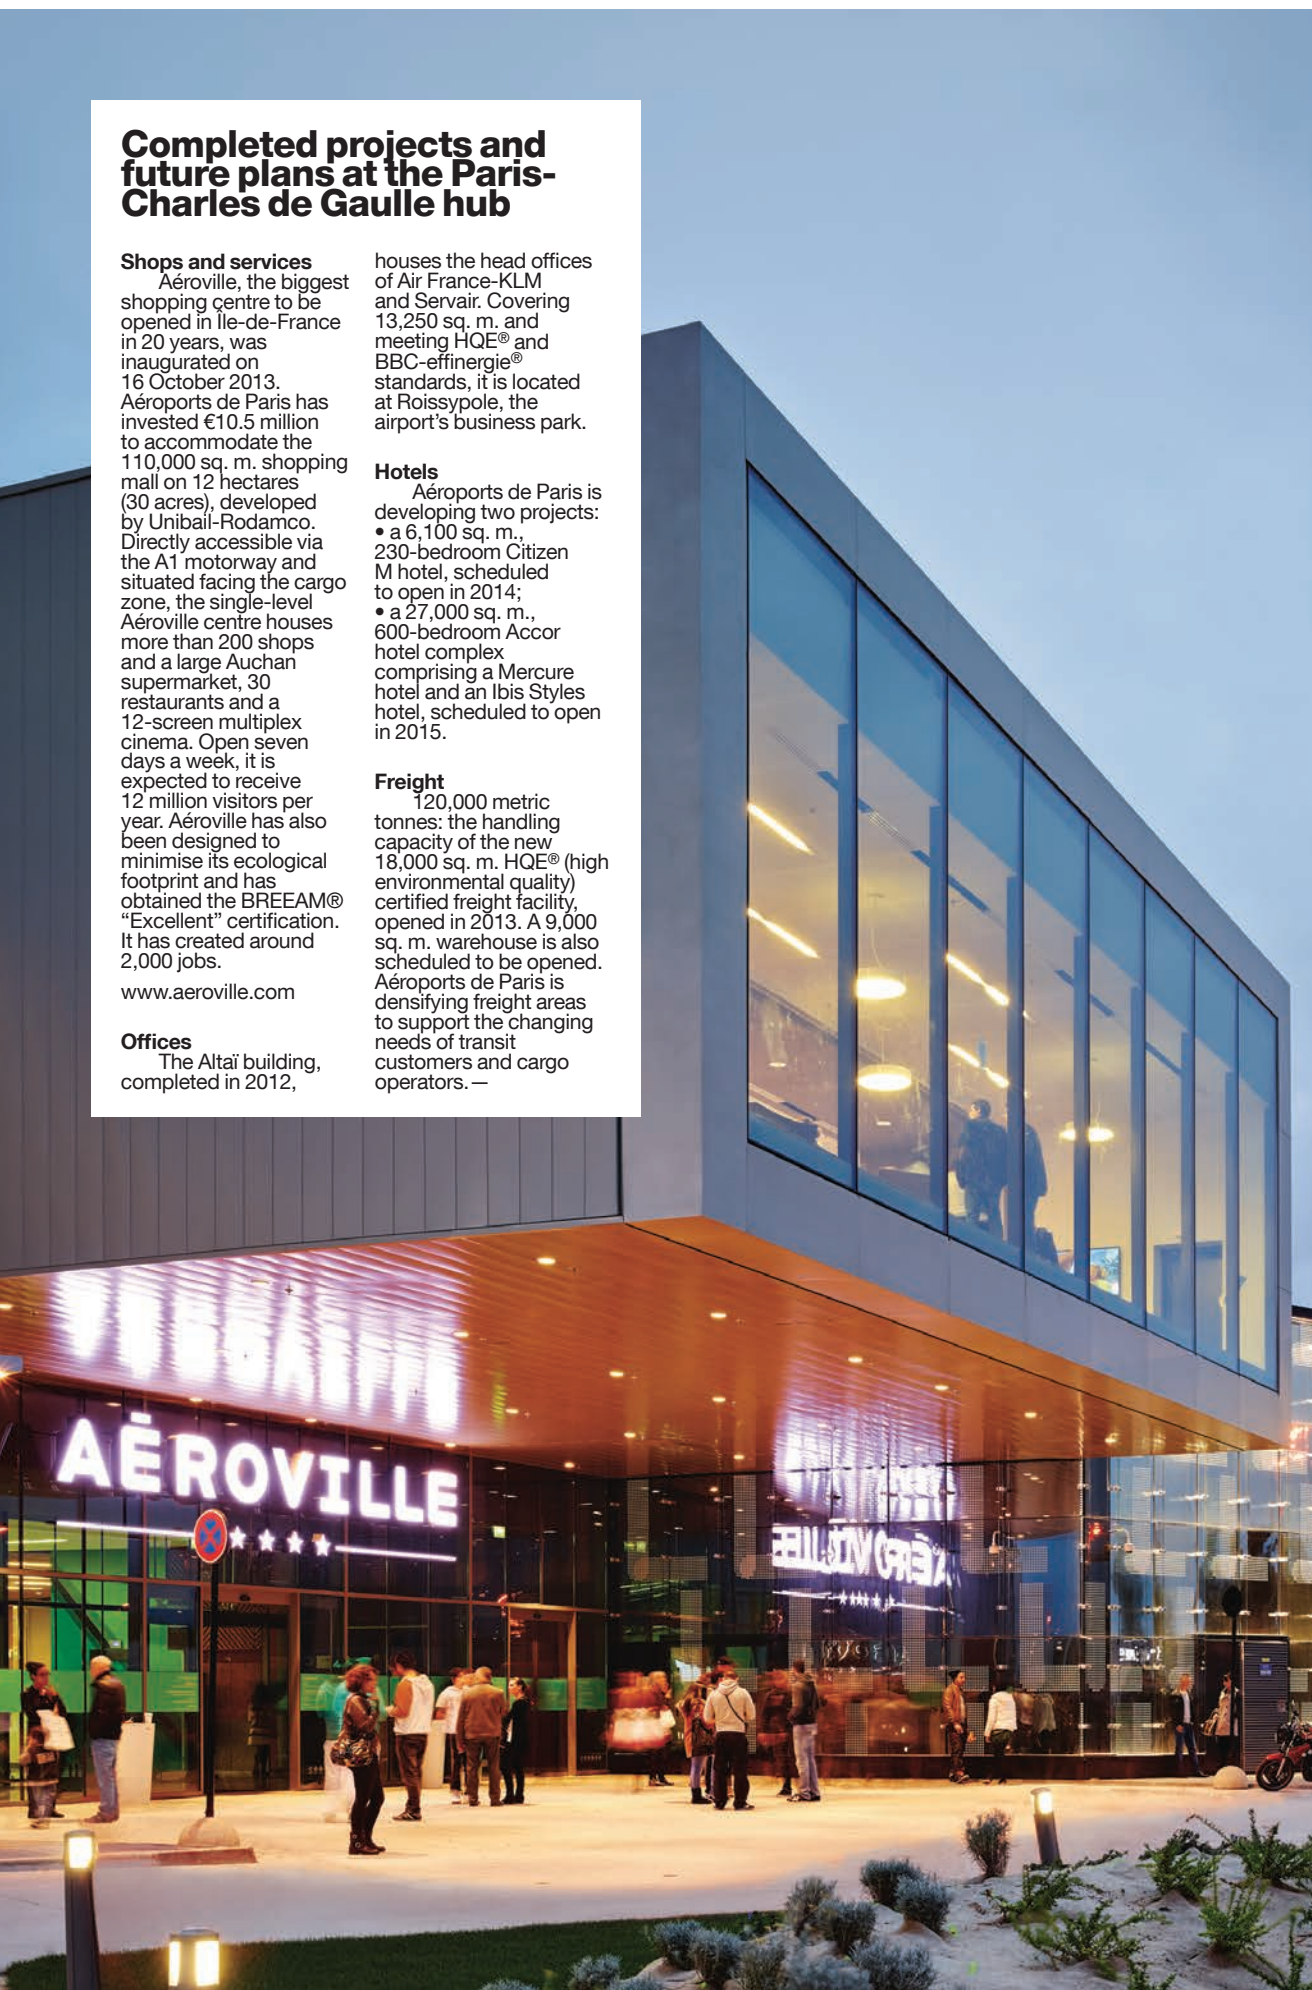 Completed projects and
future plans at the Paris-
Charles de Gaulle hub
Shops and services
Aéroville, the biggest
shopping centre to be
opened in Île-de-France
in 20 years, was
inaugurated on
16 October 2013.
Aéroports de Paris has
invested €10.5 million
to accommodate the
110,000 sq. m. shopping
mall on 12 hectares
(30 acres), developed
by Unibail-Rodamco.
Directly accessible via
the A1 motorway and
situated facing the cargo
zone, the single-level
Aéroville centre houses
more than 200 shops
and a large Auchan
supermarket, 30
restaurants and a
12-screen multiplex
cinema. Open seven
days a week, it is
expected to receive
12 million visitors per
year. Aéroville has also
been designed to
minimise its ecological
footprint and has
obtained the BREEAM®
“Excellent” certification.
It has created around
2,000 jobs.
www.aeroville.com
Offices
The Altaï building,
completed in 2012,
houses the head offices
of Air France-KLM
and Servair. Covering
13,250 sq. m. and
meeting HQE® and
BBC-effinergie®
standards, it is located
at Roissypole, the
airport’s business park.
Hotels
Aéroports de Paris is
developing two projects:
• a 6,100 sq. m.,
230-bedroom Citizen
M hotel, scheduled
to open in 2014;
• a 27,000 sq. m.,
600-bedroom Accor
hotel complex
comprising a Mercure
hotel and an Ibis Styles
hotel, scheduled to open
in 2015.
Freight
120,000 metric
tonnes: the handling
capacity of the new
18,000 sq. m. HQE® (high
environmental quality)
certified freight facility,
opened in 2013. A 9,000
sq. m. warehouse is also
scheduled to be opened.
Aéroports de Paris is
densifying freight areas
to support the changing
needs of transit
customers and cargo
operators.—
AÉROVILLE